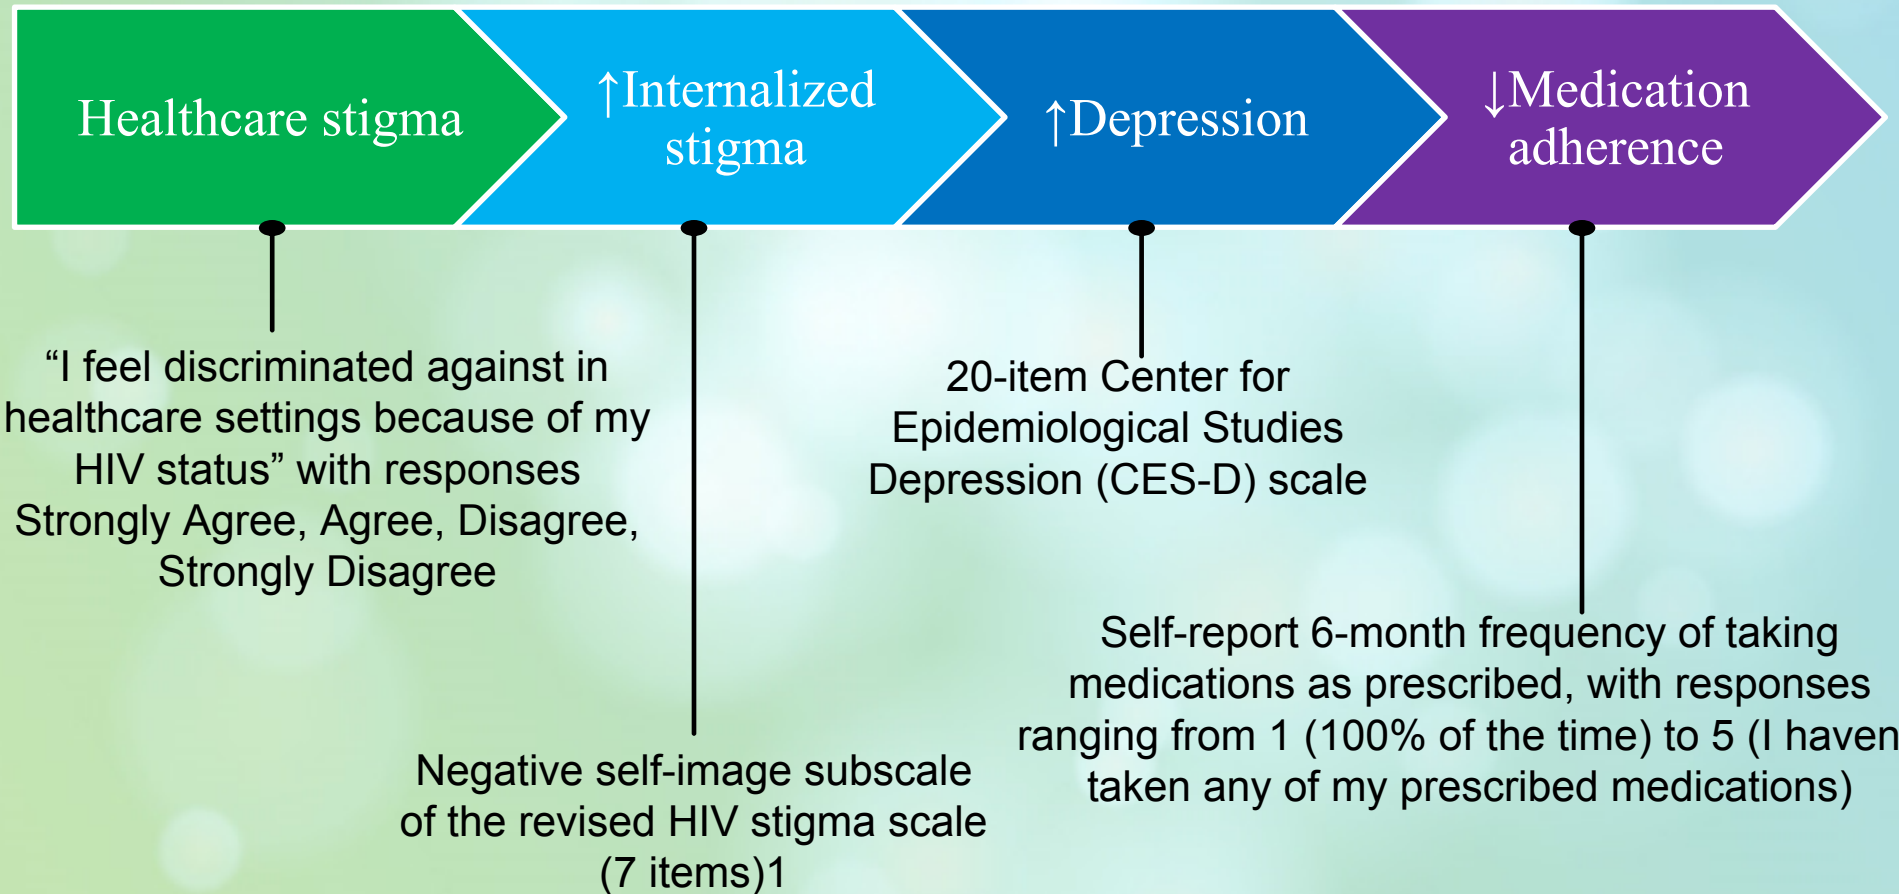 Healthcare stigma
↑Internalized
stigma
↑Depression
↓Medication
adherence
“I feel discriminated against in
healthcare settings because of my
HIV status” with responses
Strongly Agree, Agree, Disagree,
Strongly Disagree
Negative self-image subscale
of the revised HIV stigma scale
(7 items)1
20-item Center for
Epidemiological Studies
Depression (CES-D) scale
Self-report 6-month frequency of taking
medications as prescribed, with responses
ranging from 1 (100% of the time) to 5 (I haven
taken any of my prescribed medications)